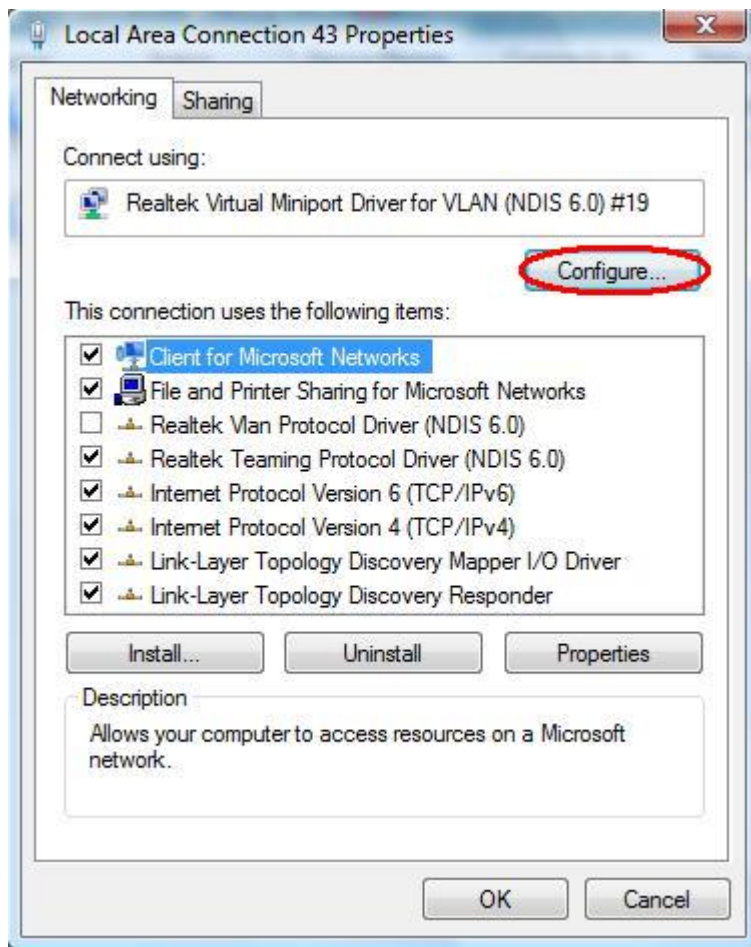 Local Area Connection 43 Properties
Networking
Sharing
Connect using:
Realtek Virtual Miniport Driver for VLAN (NDIS 6.0) #19
Configure...
This connection uses the following items:
Client for Microsoft Networks
File and Printer Sharing for Microsoft Networks
Realtek Vlan Protocol Driver (NDIS 6.0)
Realtek Teaming Protocol Driver (NDIS 6.0)
Internet Protocol Version 6 (TCP/IPv6)
Internet Protocol Version 4 (TCP/IPv4)
Link-Layer Topology Discovery Mapper I/O Driver
Link-Layer Topology Discovery Responder
Install...
Uninstall
Properties
Description
Allows your computer to access resources on a Microsoft
network.
OK
Cancel